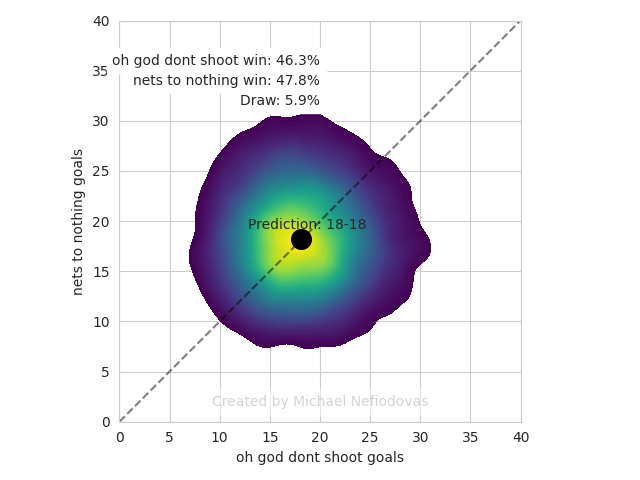 oh god dont shoot win: 46.3%
nets to nothing win: 47.8%
Draw: 5.9%
40
35
30
25
20
15
10
5
0
nets to nothing goals
Prediction: 18-18
Created by Michael Nefiodovas
0 5 10 15 20 25 30 35 40
oh god dont shoot goals